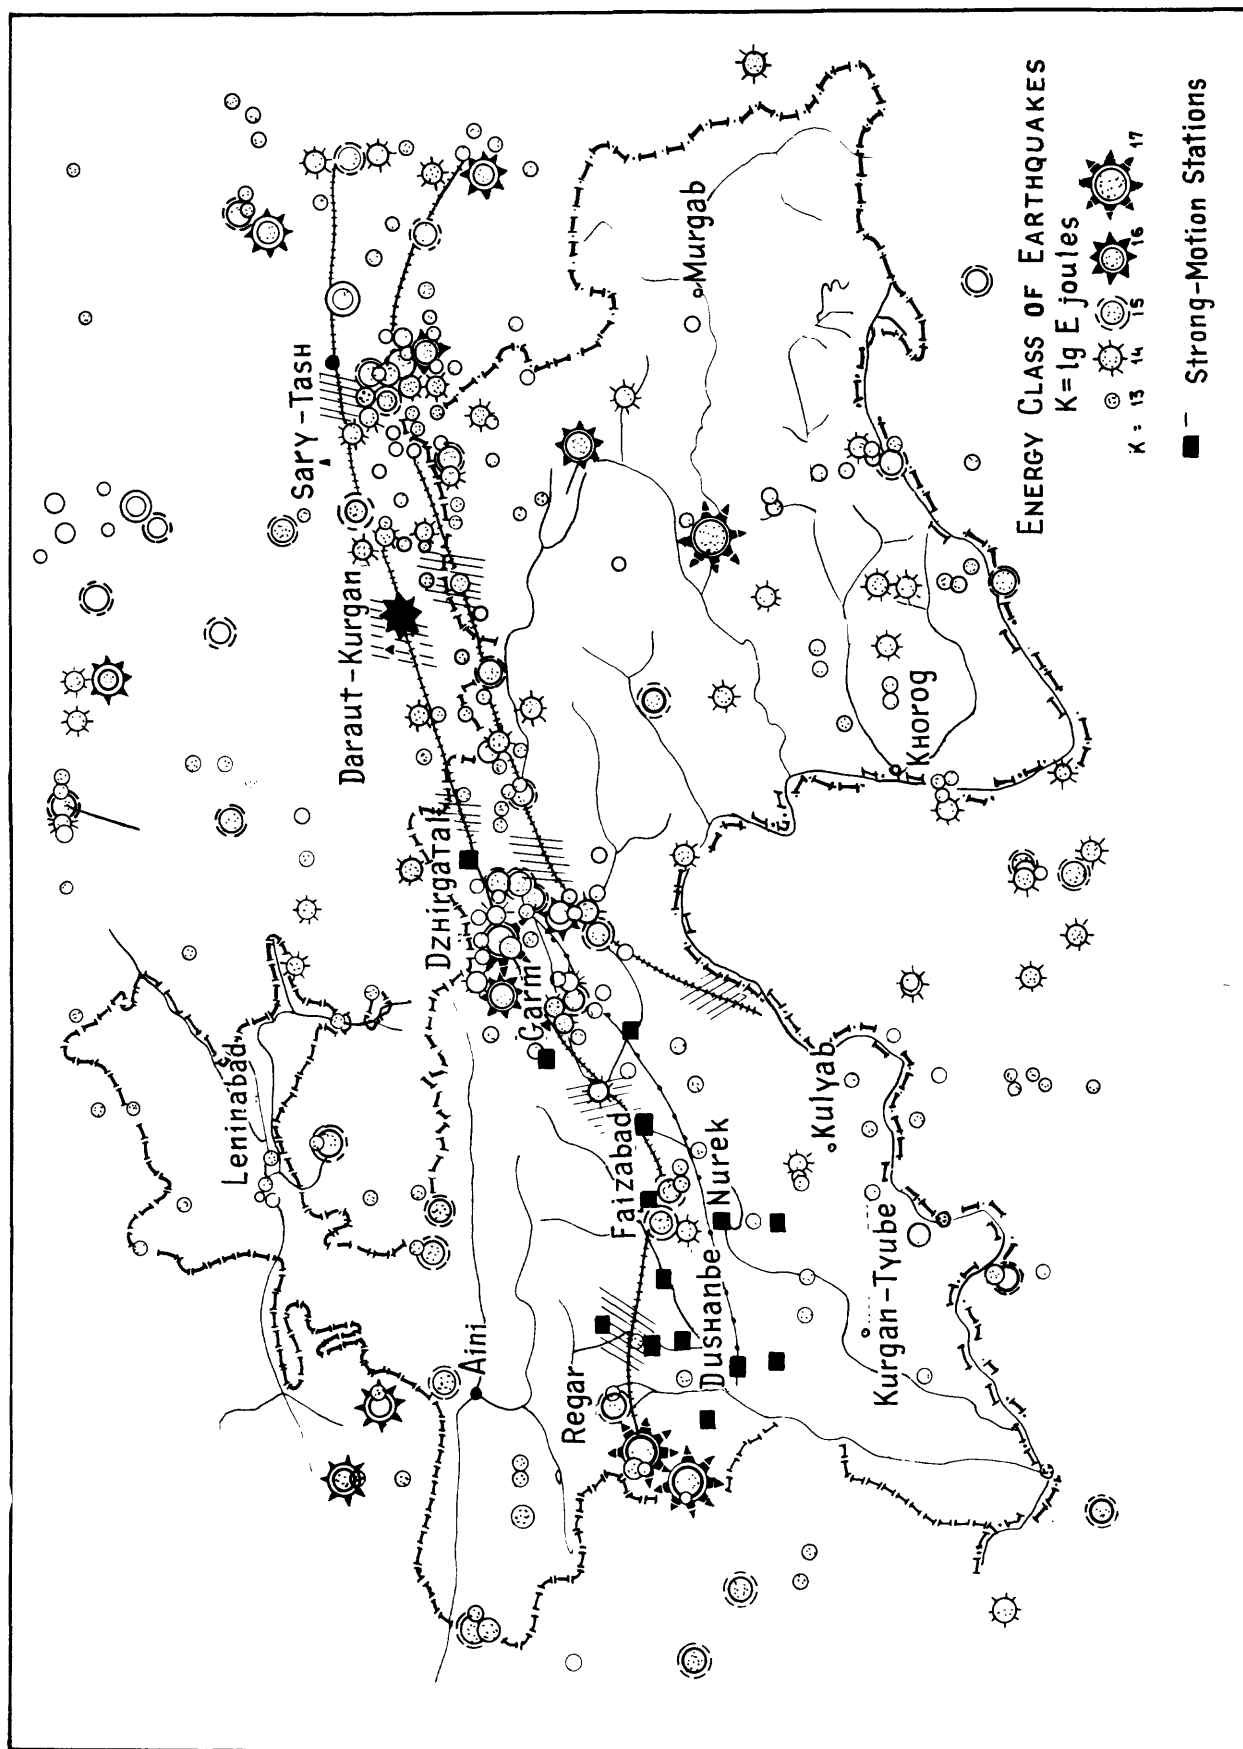 Leninabad
Sary-Tash
Daraut-Kurgan
Dzhirgatal
Garm
Aini
Regar
Faizabad
Dushanbe
Nurek
Murgab
Khorog
Kulyab
Kurgan-Tyube
ENERGY CLASS OF EARTHQUAKES
K=lg E joules
K = 13 14 15 16 17
– Strong-Motion Stations